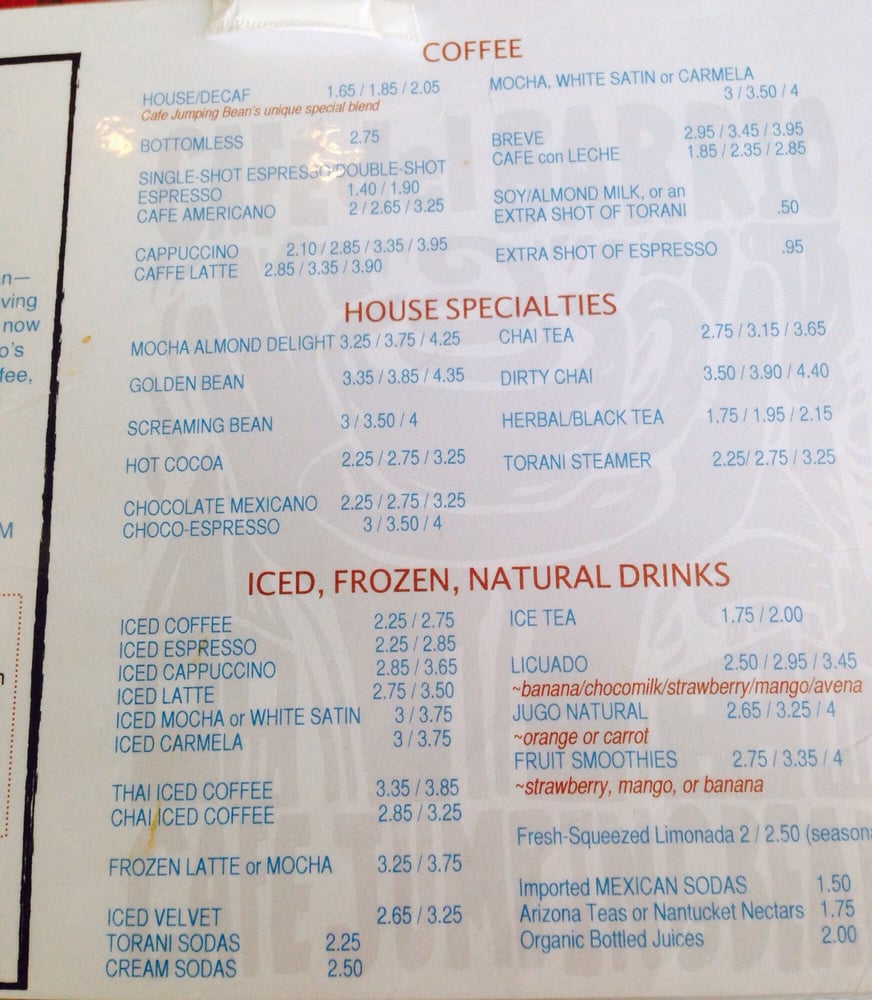 COFFEE
HOUSE/DECAF 1.65 / 1.85 / 2.05
Cafe Jumping Bean's unique special blend
BOTTOMLESS 2.75
SINGLE-SHOT ESPRESSO/DOUBLE-SHOT
ESPRESSO 1.40 / 1.90
CAFE AMERICANO 2 / 2.65 / 3.25
CAPPUCCINO 2.10 / 2.85 / 3.35 / 3.95
CAFFE LATTE 2.85 / 3.35 / 3.90
MOCHA, WHITE SATIN or CARMELA
3 / 3.50 / 4
BREVE 2.95 / 3.45 / 3.95
CAFE con LECHE 1.85 / 2.35 / 2.85
SOY/ALMOND MILK, or an
EXTRA SHOT OF TORANI .50
EXTRA SHOT OF ESPRESSO .95
HOUSE SPECIALTIES
MOCHA ALMOND DELIGHT 3.25 / 3.75 / 4.25
GOLDEN BEAN 3.35 / 3.85 / 4.35
SCREAMING BEAN 3 / 3.50 / 4
HOT COCOA 2.25 / 2.75 / 3.25
CHOCOLATE MEXICANO 2.25 / 2.75 / 3.25
CHOCO-ESPRESSO 3 / 3.50 / 4
CHAI TEA 2.75 / 3.15 / 3.65
DIRTY CHAI 3.50 / 3.90 / 4.40
HERBAL/BLACK TEA 1.75 / 1.95 / 2.15
TORANI STEAMER 2.25/ 2.75 / 3.25
ICED, FROZEN, NATURAL DRINKS
ICED COFFEE 2.25 / 2.75
ICED ESPRESSO 2.25 / 2.85
ICED CAPPUCCINO 2.85 / 3.65
ICED LATTE 2.75 / 3.50
ICED MOCHA or WHITE SATIN 3 / 3.75
ICED CARMELA 3 / 3.75
THAI ICED COFFEE 3.35 / 3.85
CHAI ICED COFFEE 2.85 / 3.25
FROZEN LATTE or MOCHA 3.25 / 3.75
ICED VELVET 2.65 / 3.25
TORANI SODAS 2.25
CREAM SODAS 2.50
ICE TEA 1.75 / 2.00
LICUADO 2.50 / 2.95 / 3.45
~banana/chocomilk/strawberry/mango/avena
JUGO NATURAL 2.65 / 3.25 / 4
~orange or carrot
FRUIT SMOOTHIES 2.75 / 3.35 / 4
~strawberry, mango, or banana
Fresh-Squeezed Limonada 2 / 2.50 (season
Imported MEXICAN SODAS 1.50
Arizona Teas or Nantucket Nectars 1.75
Organic Bottled Juices 2.00
n—
ving
now
o's
fee,
M